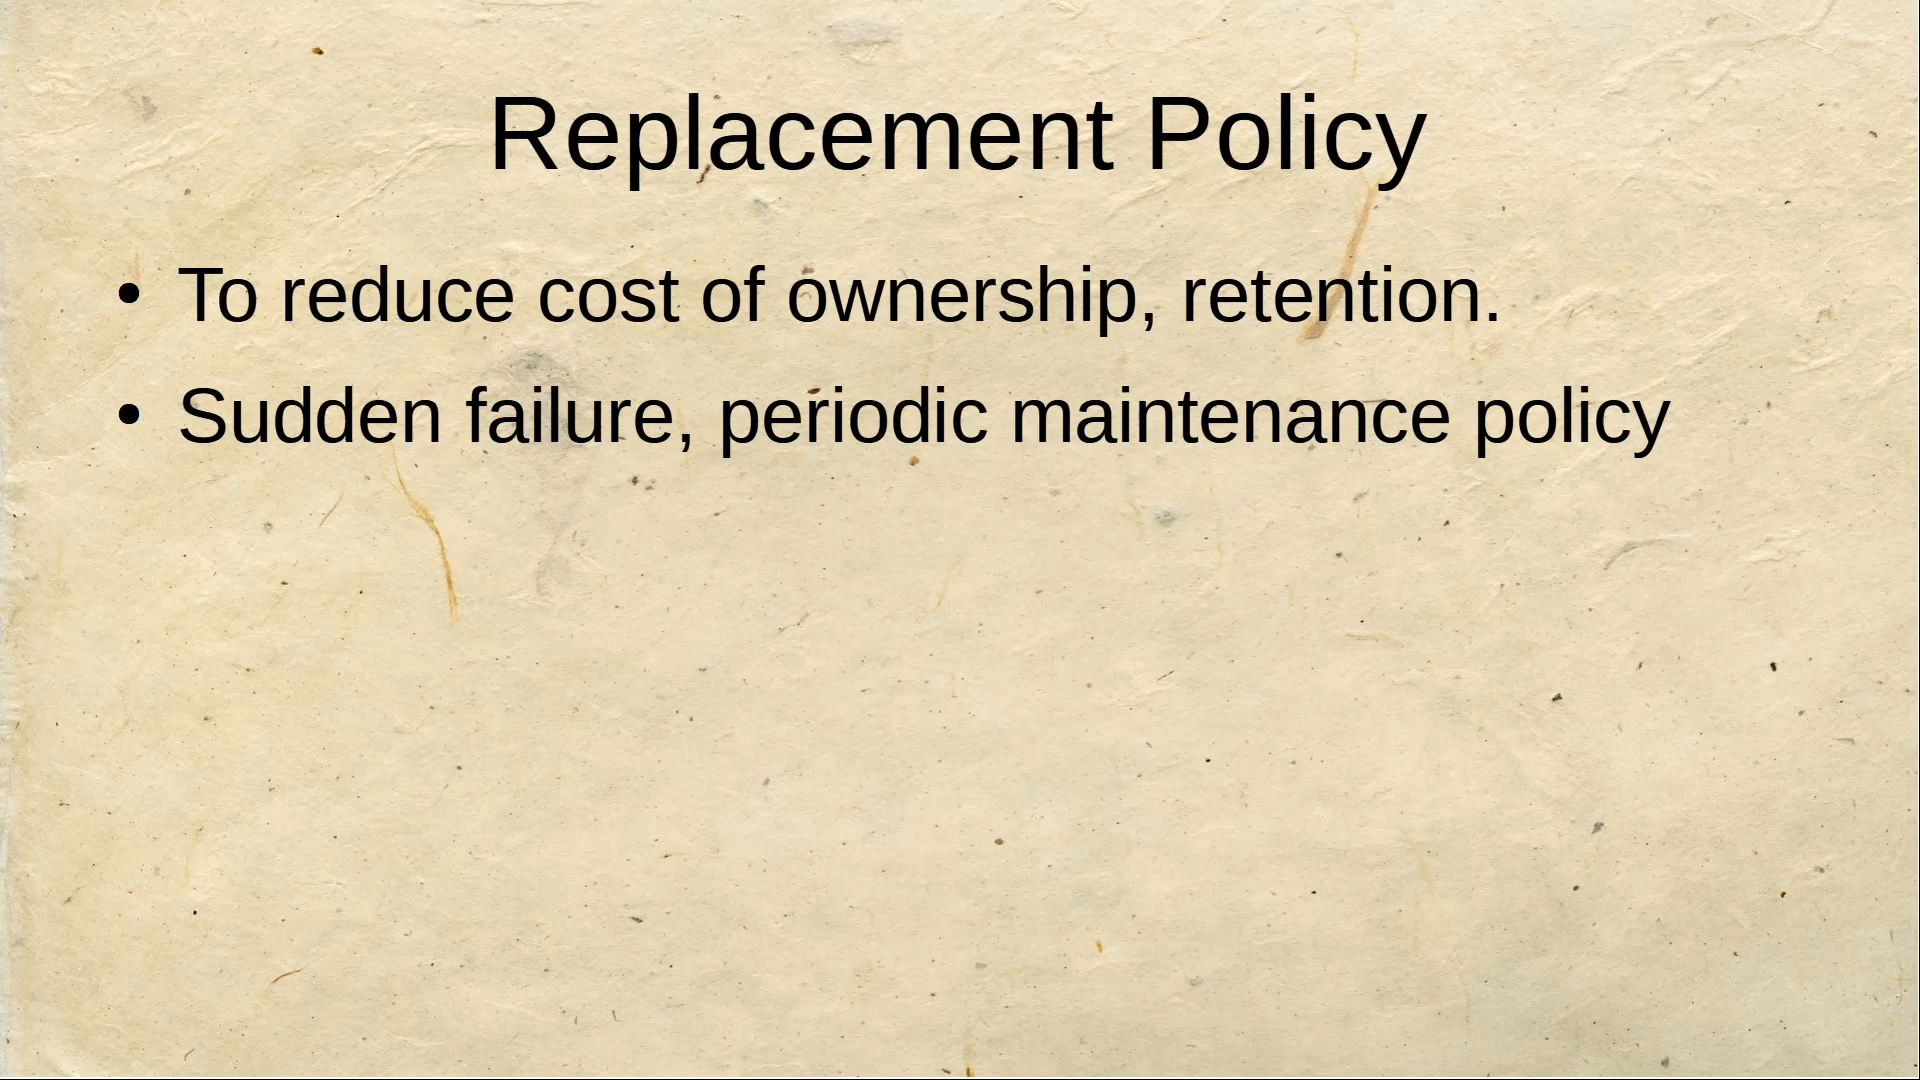 Replacement Policy
• To reduce cost of ownership, retention.
• Sudden failure, periodic maintenance policy